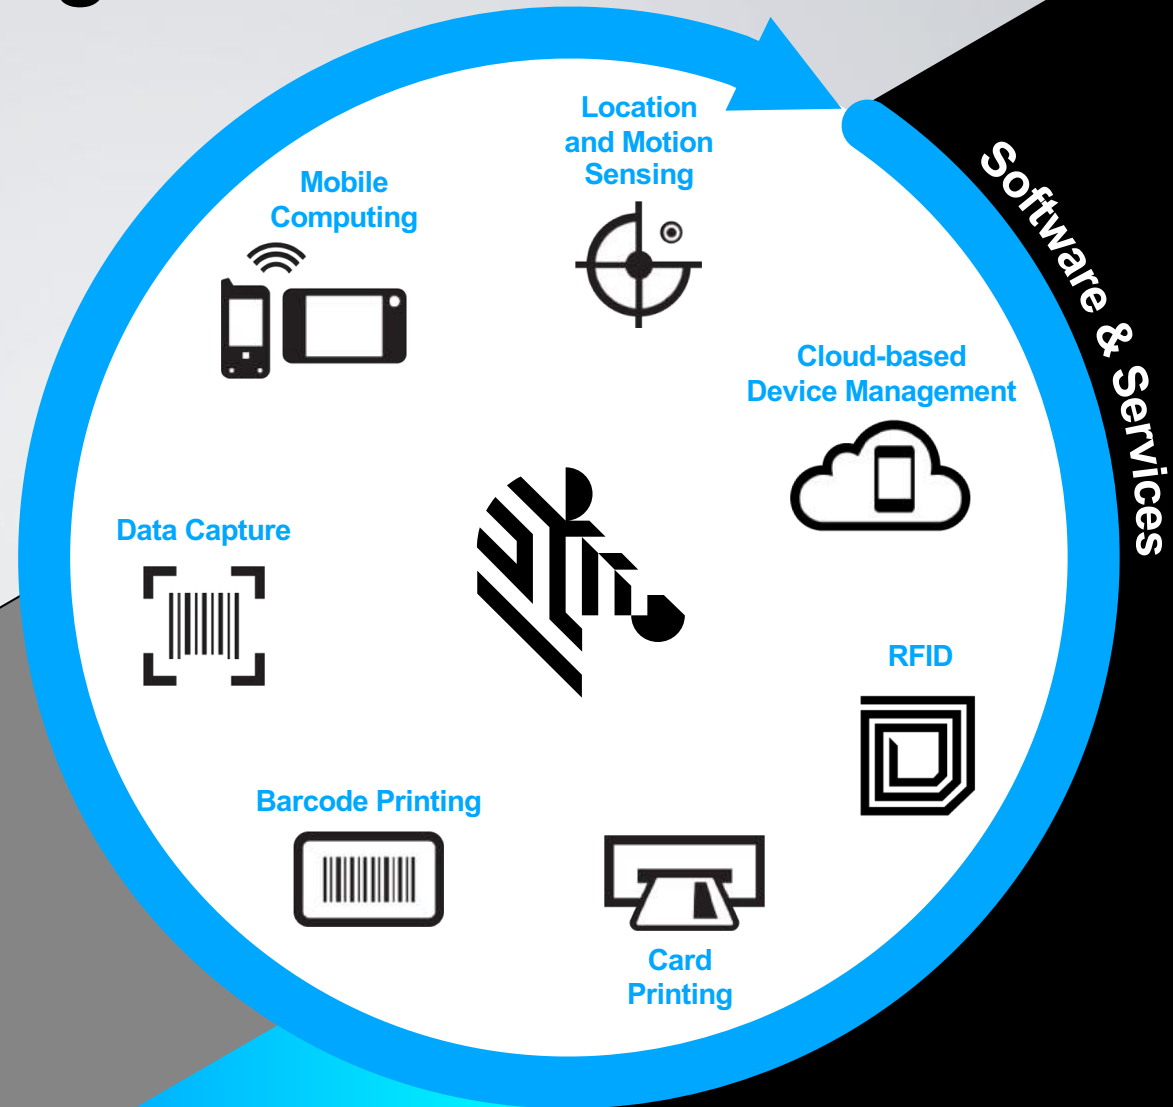 Location
and Motion
Sensing
Mobile
Computing
Software & Services
Cloud-based
Device Management
Data Capture
RFID
Barcode Printing
Card
Printing